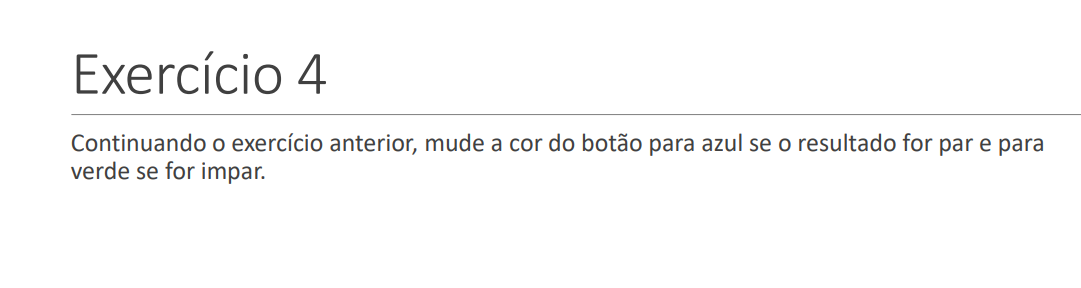 Exercício 4
Continuando o exercício anterior, mude a cor do botão para azul se o resultado for par e para
verde se for impar.